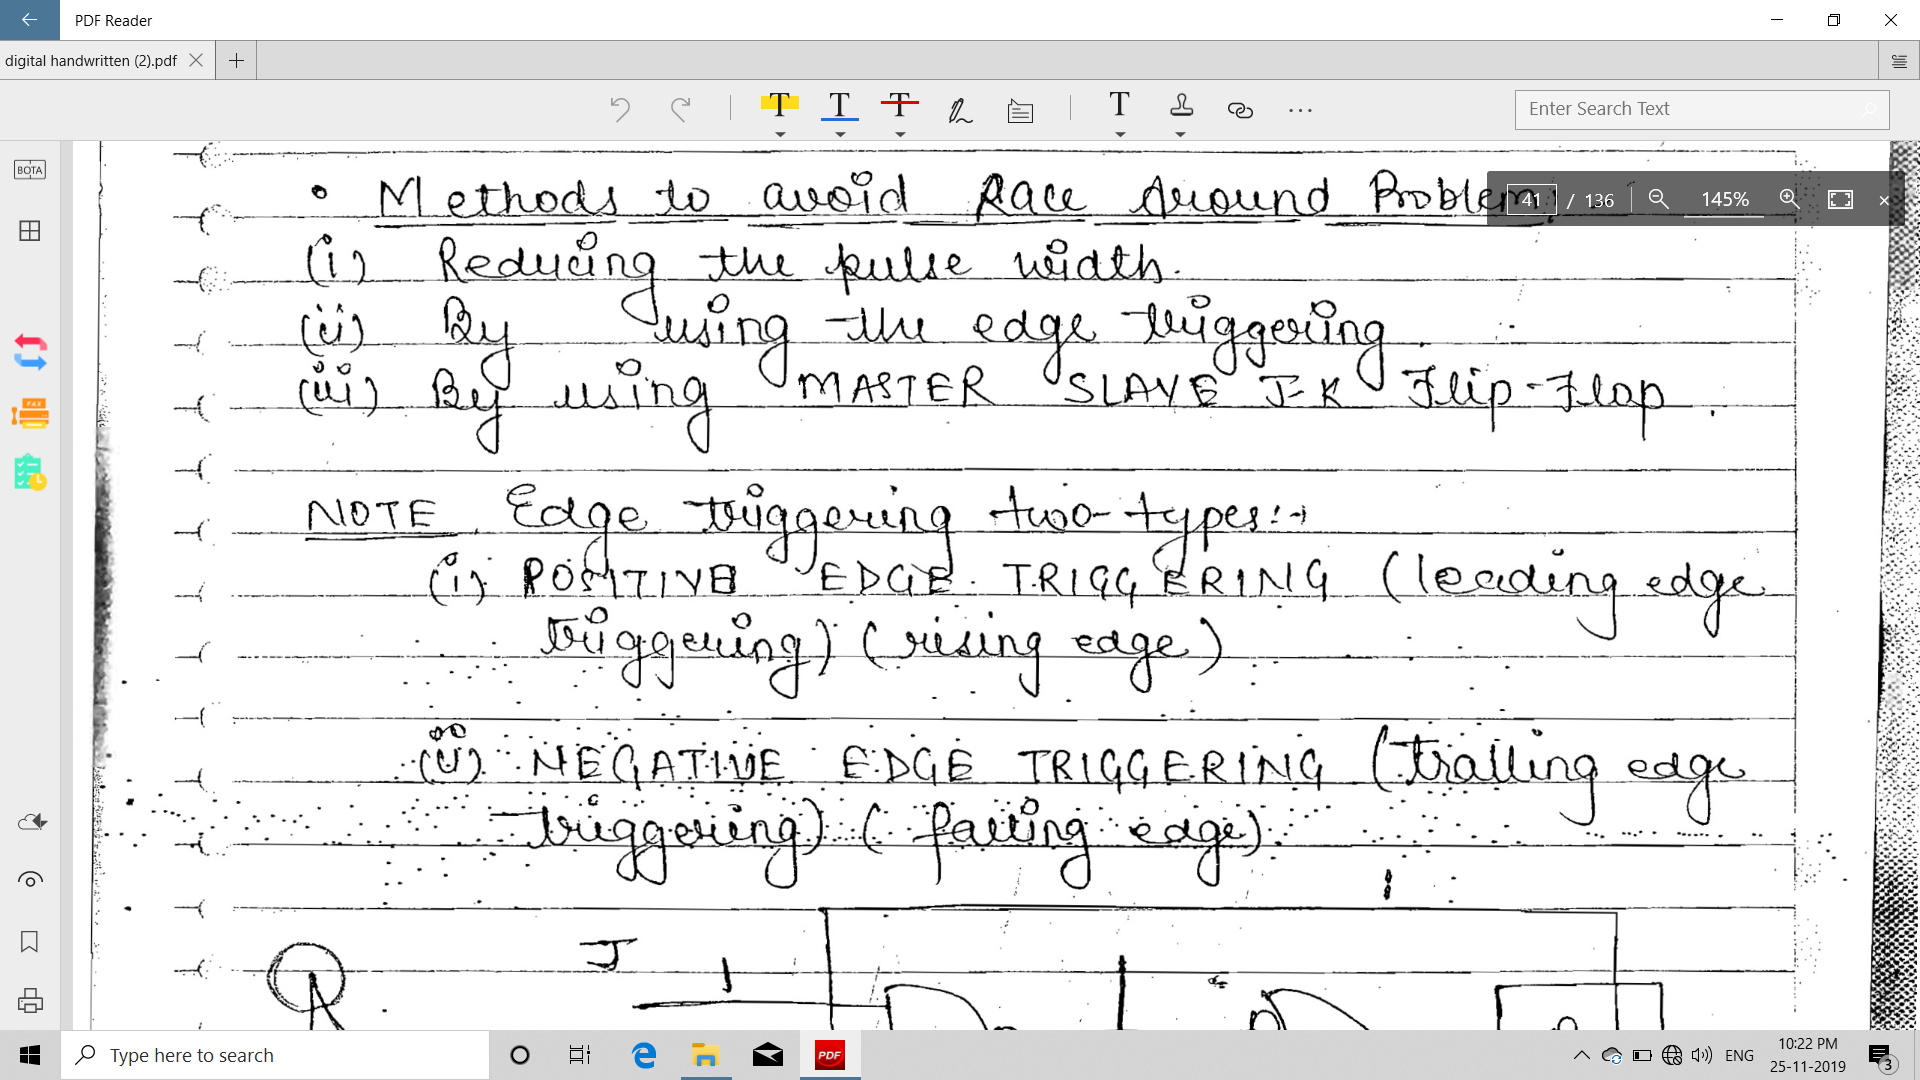 PDF Reader
digital handwritten (2).pdf
T T T T
Enter Search Text
BOTA
41 / 136 145%
• Methods to avoid Race Around Problem
(i) Reducing the pulse width.
(ii) By using the edge triggering.
(iii) By using MASTER SLAVE J-K Flip-Flop.
NOTE Edge triggering two-types:→
(i) POSITIVE EDGE TRIGGERING (leading edge
triggering) (rising edge)
(ii) NEGATIVE EDGE TRIGGERING (trailling edge
triggering) (falling edge)
J
FAX
Type here to search
PDF
ENG
10:22 PM
25-11-2019
3